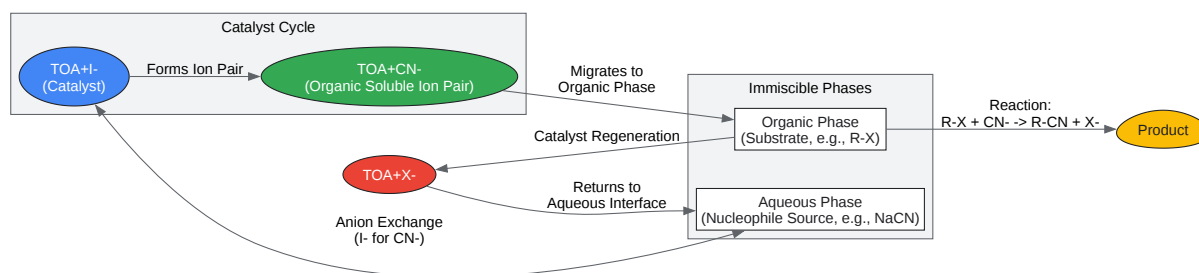 Catalyst Cycle
TOA+I-
(Catalyst)
Forms Ion Pair
TOA+CN-
(Organic Soluble Ion Pair)
Migrates to
Organic Phase
Immiscible Phases
Organic Phase
(Substrate, e.g., R-X)
Reaction:
R-X + CN- -> R-CN + X-
Product
Catalyst Regeneration
TOA+X-
Returns to
Aqueous Interface
Aqueous Phase
(Nucleophile Source, e.g., NaCN)
Anion Exchange
(I- for CN-)